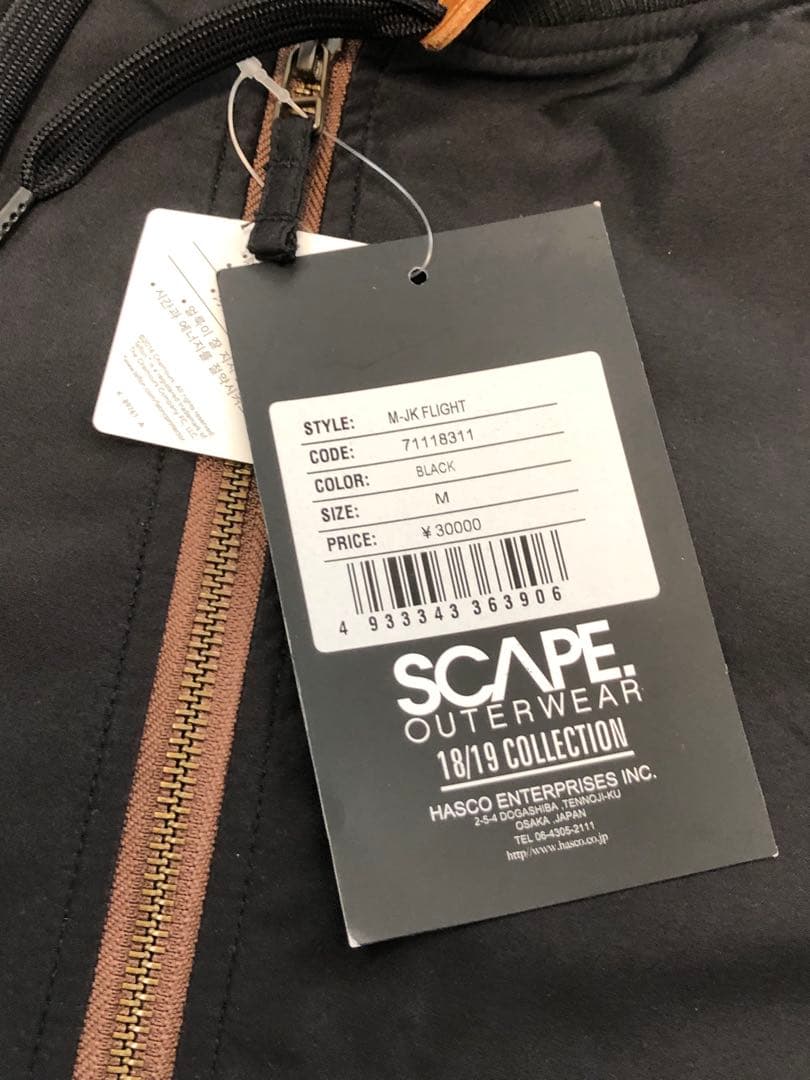 STYLE: M-JK FLIGHT
CODE: 71118311
COLOR: BLACK
SIZE: M
PRICE: ¥30000
4 933343 363906
SCAPE.
OUTERWEAR
18/19 COLLECTION
HASCO ENTERPRISES INC.
2-5-4 DOGASHIBA ,TENNOJI-KU
OSAKA ,JAPAN
TEL 06-4305-2111
http//www.hasco.co.jp